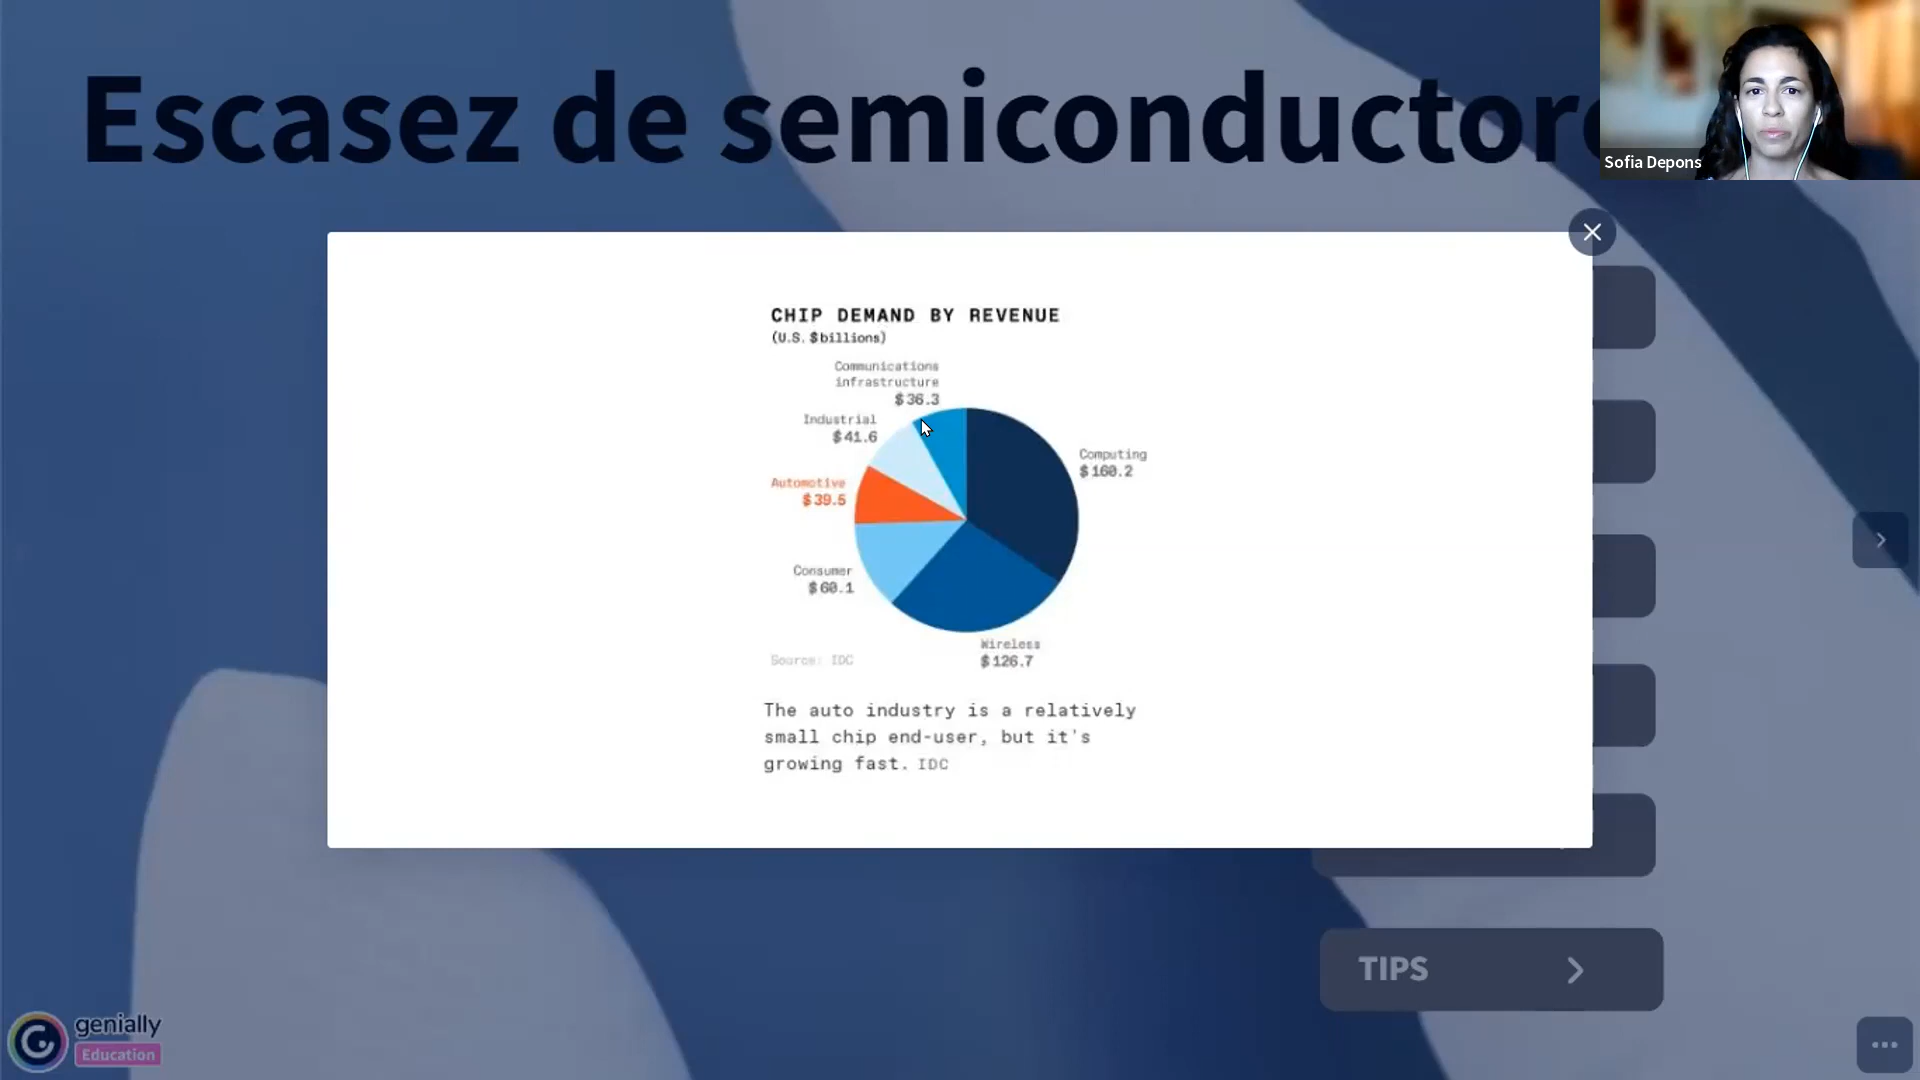 Escasez de semiconductore
Sofia Depons
CHIP DEMAND BY REVENUE
(U.S. $billions)
Communications
infrastructure
$36.3
Industrial
$41.6
Computing
$160.2
Automotive
$39.5
Consumer
$60.1
Wireless
$126.7
Source: IDC
The auto industry is a relatively
small chip end-user, but it's
growing fast. IDC
TIPS
genially
Education